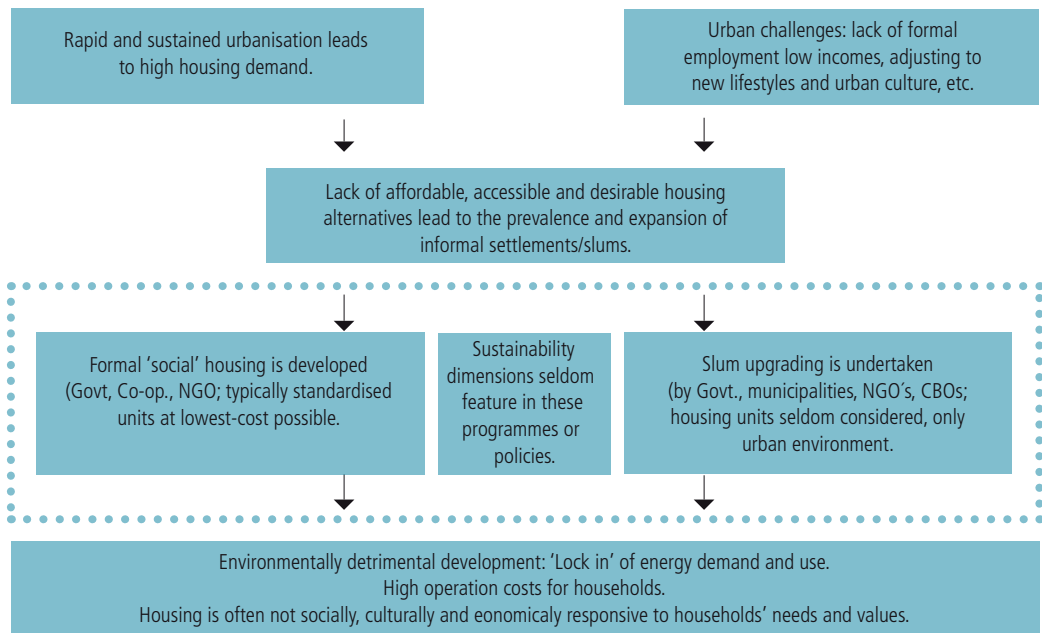 Rapid and sustained urbanisation leads
to high housing demand.
Urban challenges: lack of formal
employment low incomes, adjusting to
new lifestyles and urban culture, etc.
Lack of affordable, accessible and desirable housing
alternatives lead to the prevalence and expansion of
informal settlements/slums.
Formal ‘social’ housing is developed
(Govt, Co-op., NGO; typically standardised
units at lowest-cost possible.
Sustainability
dimensions seldom
feature in these
programmes or
policies.
Slum upgrading is undertaken
(by Govt., municipalities, NGO´s, CBOs;
housing units seldom considered, only
urban environment.
Environmentally detrimental development: ‘Lock in’ of energy demand and use.
High operation costs for households.
Housing is often not socially, culturally and economicaly responsive to households’ needs and values.